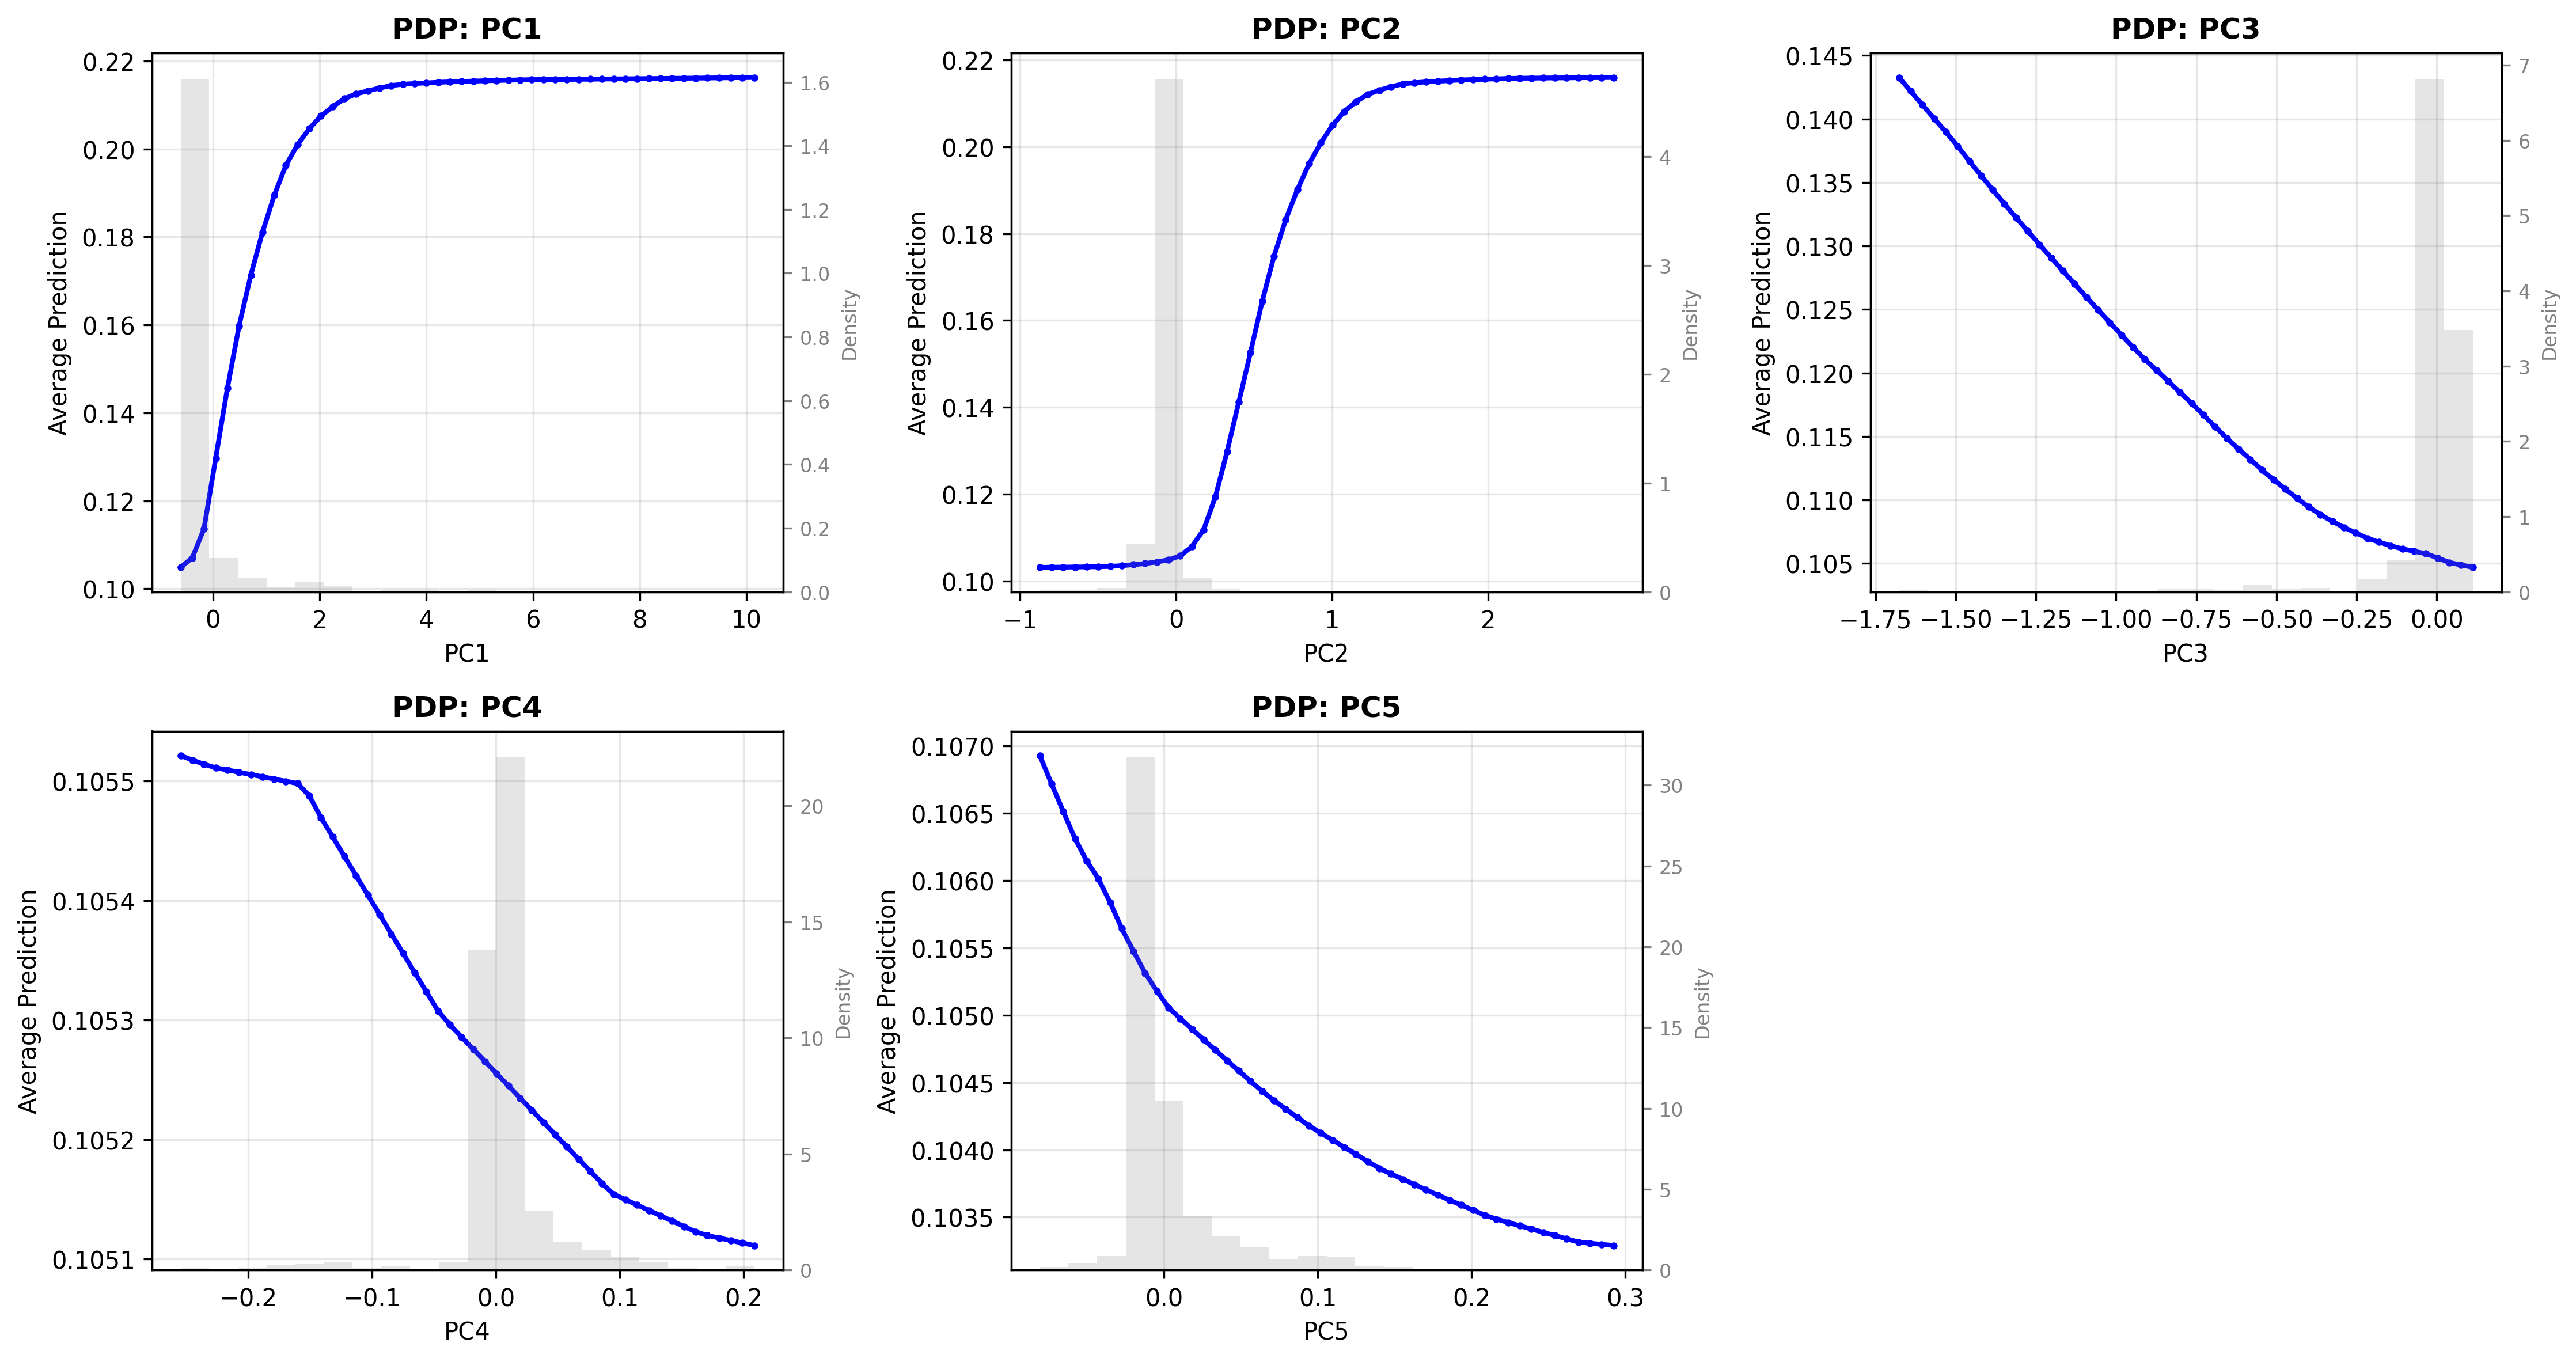 PDP: PC1
0.22
0.20
0.18
0.16
0.14
0.12
0.10
Average Prediction
0 2 4 6 8 10
PC1
1.6
1.4
1.2
1.0
0.8
0.6
0.4
0.2
0.0
Density
PDP: PC2
0.22
0.20
0.18
0.16
0.14
0.12
0.10
Average Prediction
−1 0 1 2
PC2
4
3
2
1
0
Density
PDP: PC3
0.145
0.140
0.135
0.130
0.125
0.120
0.115
0.110
0.105
Average Prediction
−1.75 −1.50 −1.25 −1.00 −0.75 −0.50 −0.25 0.00
PC3
7
6
5
4
3
2
1
0
Density
PDP: PC4
0.1055
0.1054
0.1053
0.1052
0.1051
Average Prediction
−0.2 −0.1 0.0 0.1 0.2
PC4
20
15
10
5
0
Density
PDP: PC5
0.1070
0.1065
0.1060
0.1055
0.1050
0.1045
0.1040
0.1035
Average Prediction
0.0 0.1 0.2 0.3
PC5
30
25
20
15
10
5
0
Density